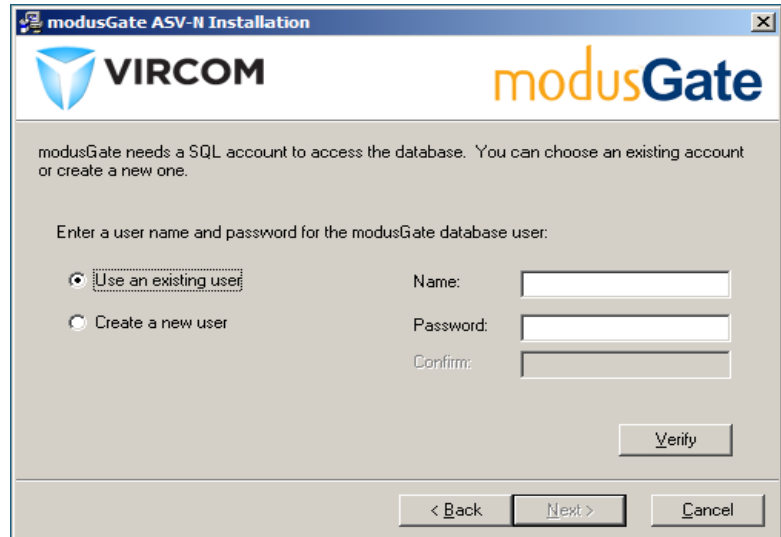 modusGate ASV-N Installation
VIRCOM
modusGate
modusGate needs a SQL account to access the database. You can choose an existing account
or create a new one.
Enter a user name and password for the modusGate database user:
Use an existing user
Name:
Create a new user
Password:
Confirm:
Verify
< Back
Next >
Cancel